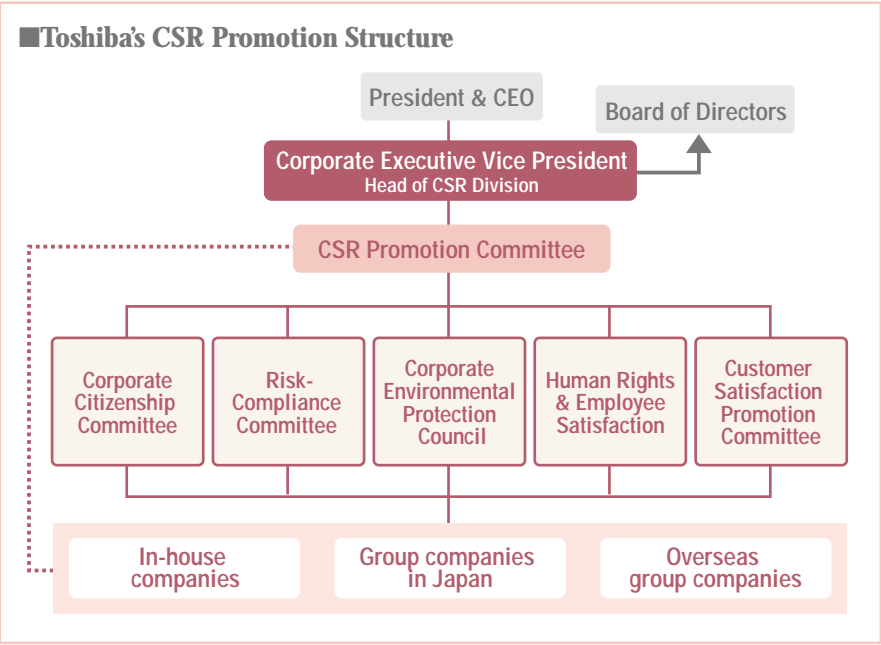 ■Toshiba's CSR Promotion Structure
President & CEO
Board of Directors
Corporate Executive Vice President
Head of CSR Division
CSR Promotion Committee
Corporate
Citizenship
Committee
Risk-
Compliance
Committee
Corporate
Environmental
Protection
Council
Human Rights
& Employee
Satisfaction
Customer
Satisfaction
Promotion
Committee
In-house
companies
Group companies
in Japan
Overseas
group companies